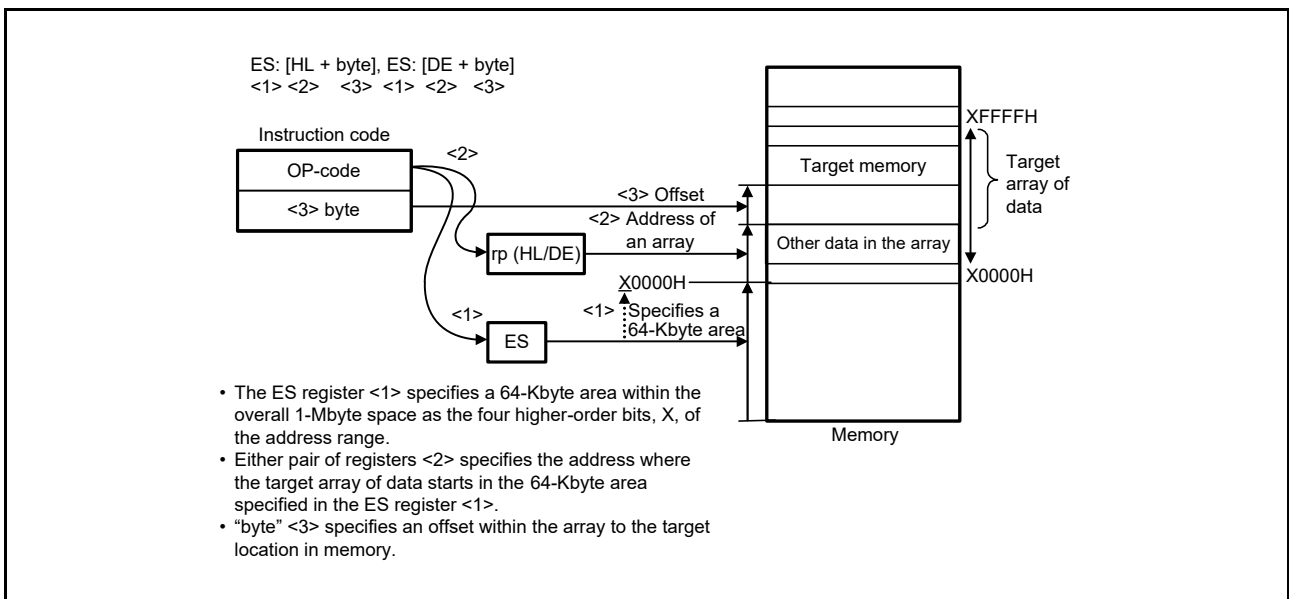 ES: [HL + byte], ES: [DE + byte]
<1> <2> <3> <1> <2> <3>
Instruction code
OP-code
<3> byte
<2>
<3> Offset
<2> Address of
an array
rp (HL/DE)
X0000H
<1> Specifies a
64-Kbyte area
<1>
ES
XFFFFH
Target memory
Target
array of
data
Other data in the array
X0000H
Memory
• The ES register <1> specifies a 64-Kbyte area within the
overall 1-Mbyte space as the four higher-order bits, X, of
the address range.
• Either pair of registers <2> specifies the address where
the target array of data starts in the 64-Kbyte area
specified in the ES register <1>.
• “byte” <3> specifies an offset within the array to the target
location in memory.